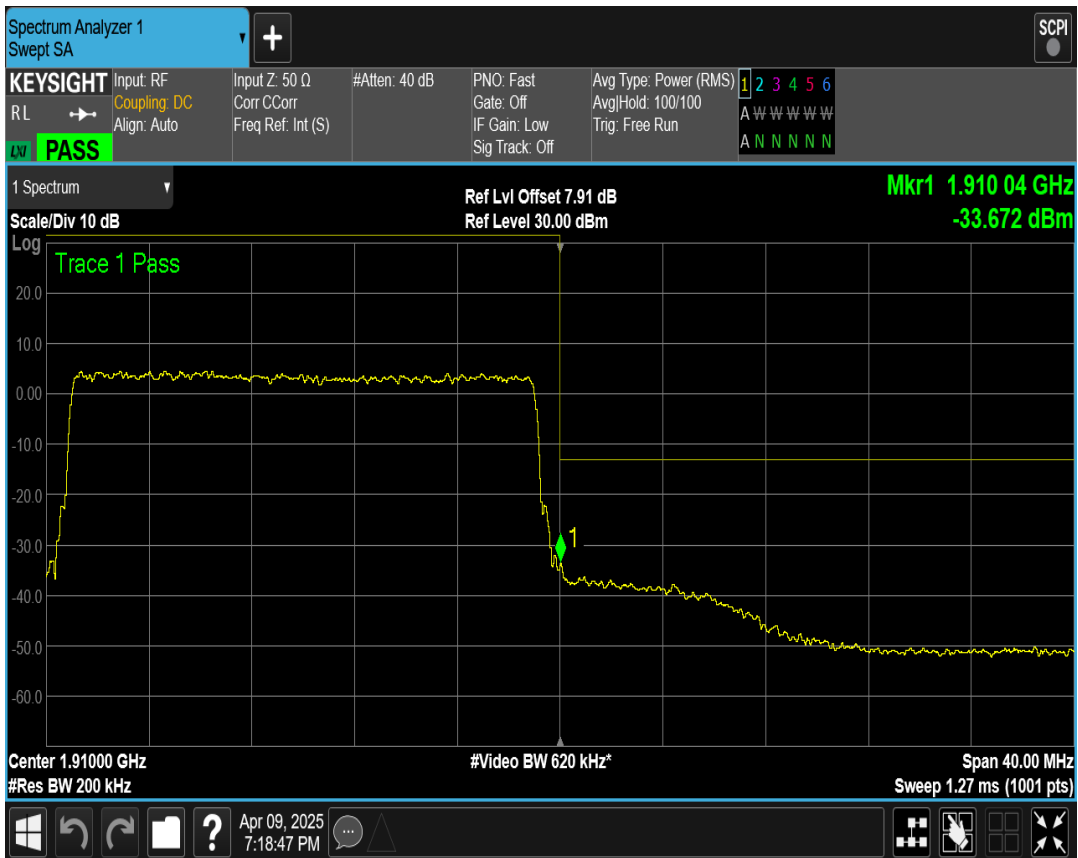 Spectrum Analyzer 1
Swept SA
+
SCPI
KEYSIGHT
RL
LXI PASS
Input: RF
Coupling: DC
Align: Auto
Input Z: 50 Ω
Corr CCorr
Freq Ref: Int (S)
#Atten: 40 dB
PNO: Fast
Gate: Off
IF Gain: Low
Sig Track: Off
Avg Type: Power (RMS)
Avg|Hold: 100/100
Trig: Free Run
1 2 3 4 5 6
A W W W W W
A N N N N N
1 Spectrum
Scale/Div 10 dB
Ref Lvl Offset 7.91 dB
Ref Level 30.00 dBm
Mkr1 1.910 04 GHz
-33.672 dBm
Log
Trace 1 Pass
20.0
10.0
0.00
-10.0
-20.0
-30.0
-40.0
-50.0
-60.0
1
Center 1.91000 GHz
#Res BW 200 kHz
#Video BW 620 kHz*
Span 40.00 MHz
Sweep 1.27 ms (1001 pts)
?
Apr 09, 2025
7:18:47 PM